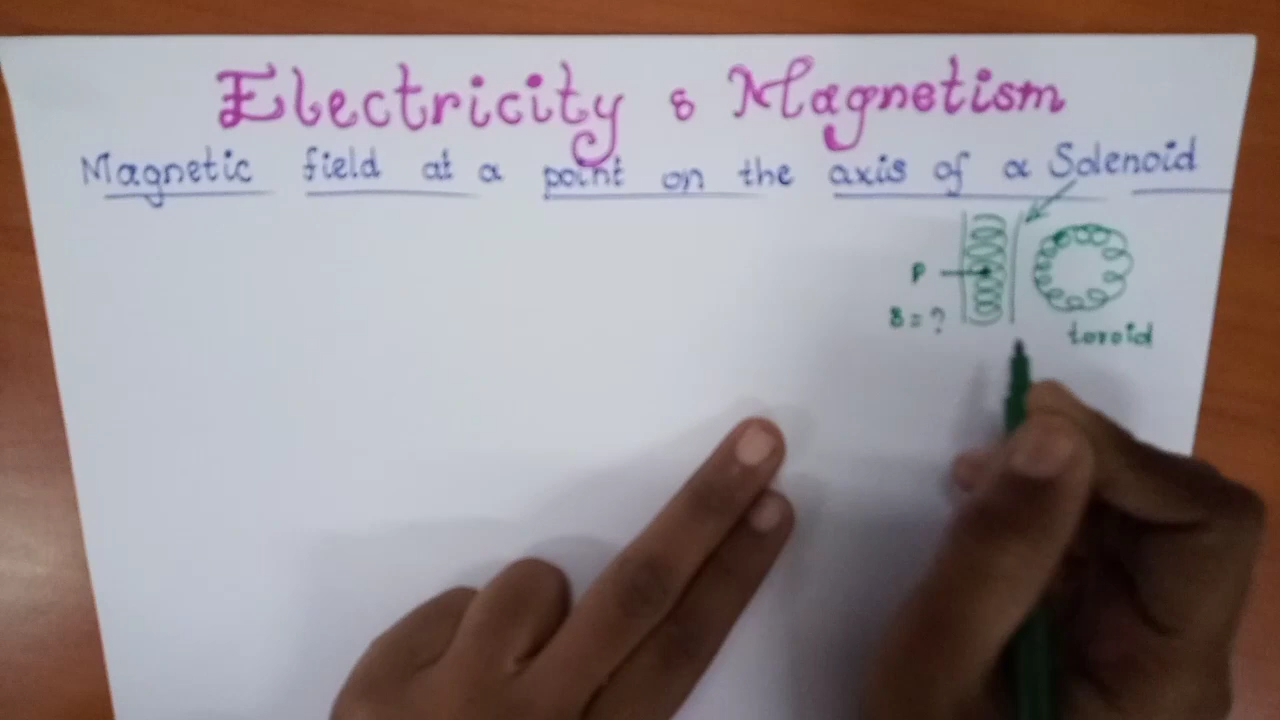 Electricity & Magnetism
Magnetic field at a point on the axis of a Solenoid
P
B = ?
toroid